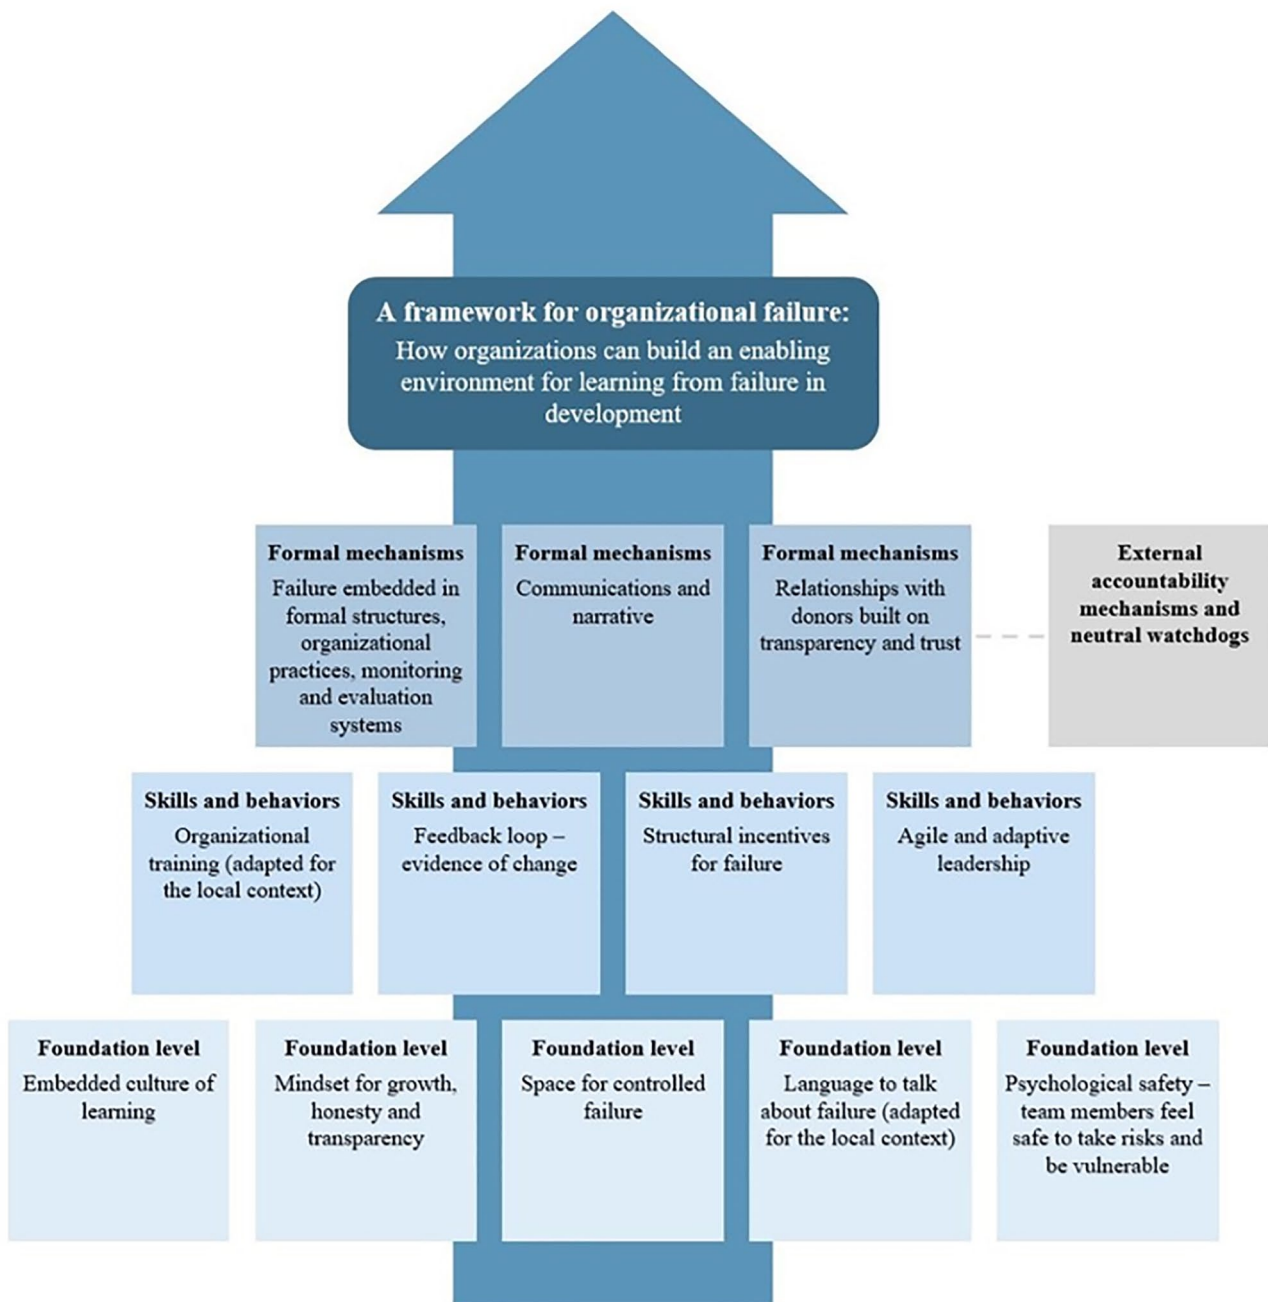 A framework for organizational failure:
How organizations can build an enabling
environment for learning from failure in
development
Formal mechanisms
Failure embedded in
formal structures,
organizational
practices, monitoring
and evaluation
systems
Formal mechanisms
Communications and
narrative
Formal mechanisms
Relationships with
donors built on
transparency and trust
External
accountability
mechanisms and
neutral watchdogs
Skills and behaviors
Organizational
training (adapted for
the local context)
Skills and behaviors
Feedback loop –
evidence of change
Skills and behaviors
Structural incentives
for failure
Skills and behaviors
Agile and adaptive
leadership
Foundation level
Embedded culture of
learning
Foundation level
Mindset for growth,
honesty and
transparency
Foundation level
Space for controlled
failure
Foundation level
Language to talk
about failure (adapted
for the local context)
Foundation level
Psychological safety –
team members feel
safe to take risks and
be vulnerable